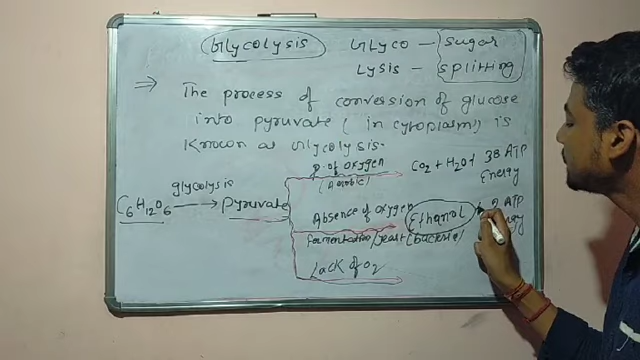 Glycolysis
Glyco - sugar
Lysis - splitting
⇒ The process of conversion of glucose
into pyruvate (in cytoplasm) is
known as Glycolysis.
C6H12O6 glycolysis → pyruvate
p. of oxygen (Aerobic) CO2 + H2O + 38 ATP Energy
Absence of oxygen Ethanol 2 ATP
fermentation/yeast (bacteria)
Lack of O2